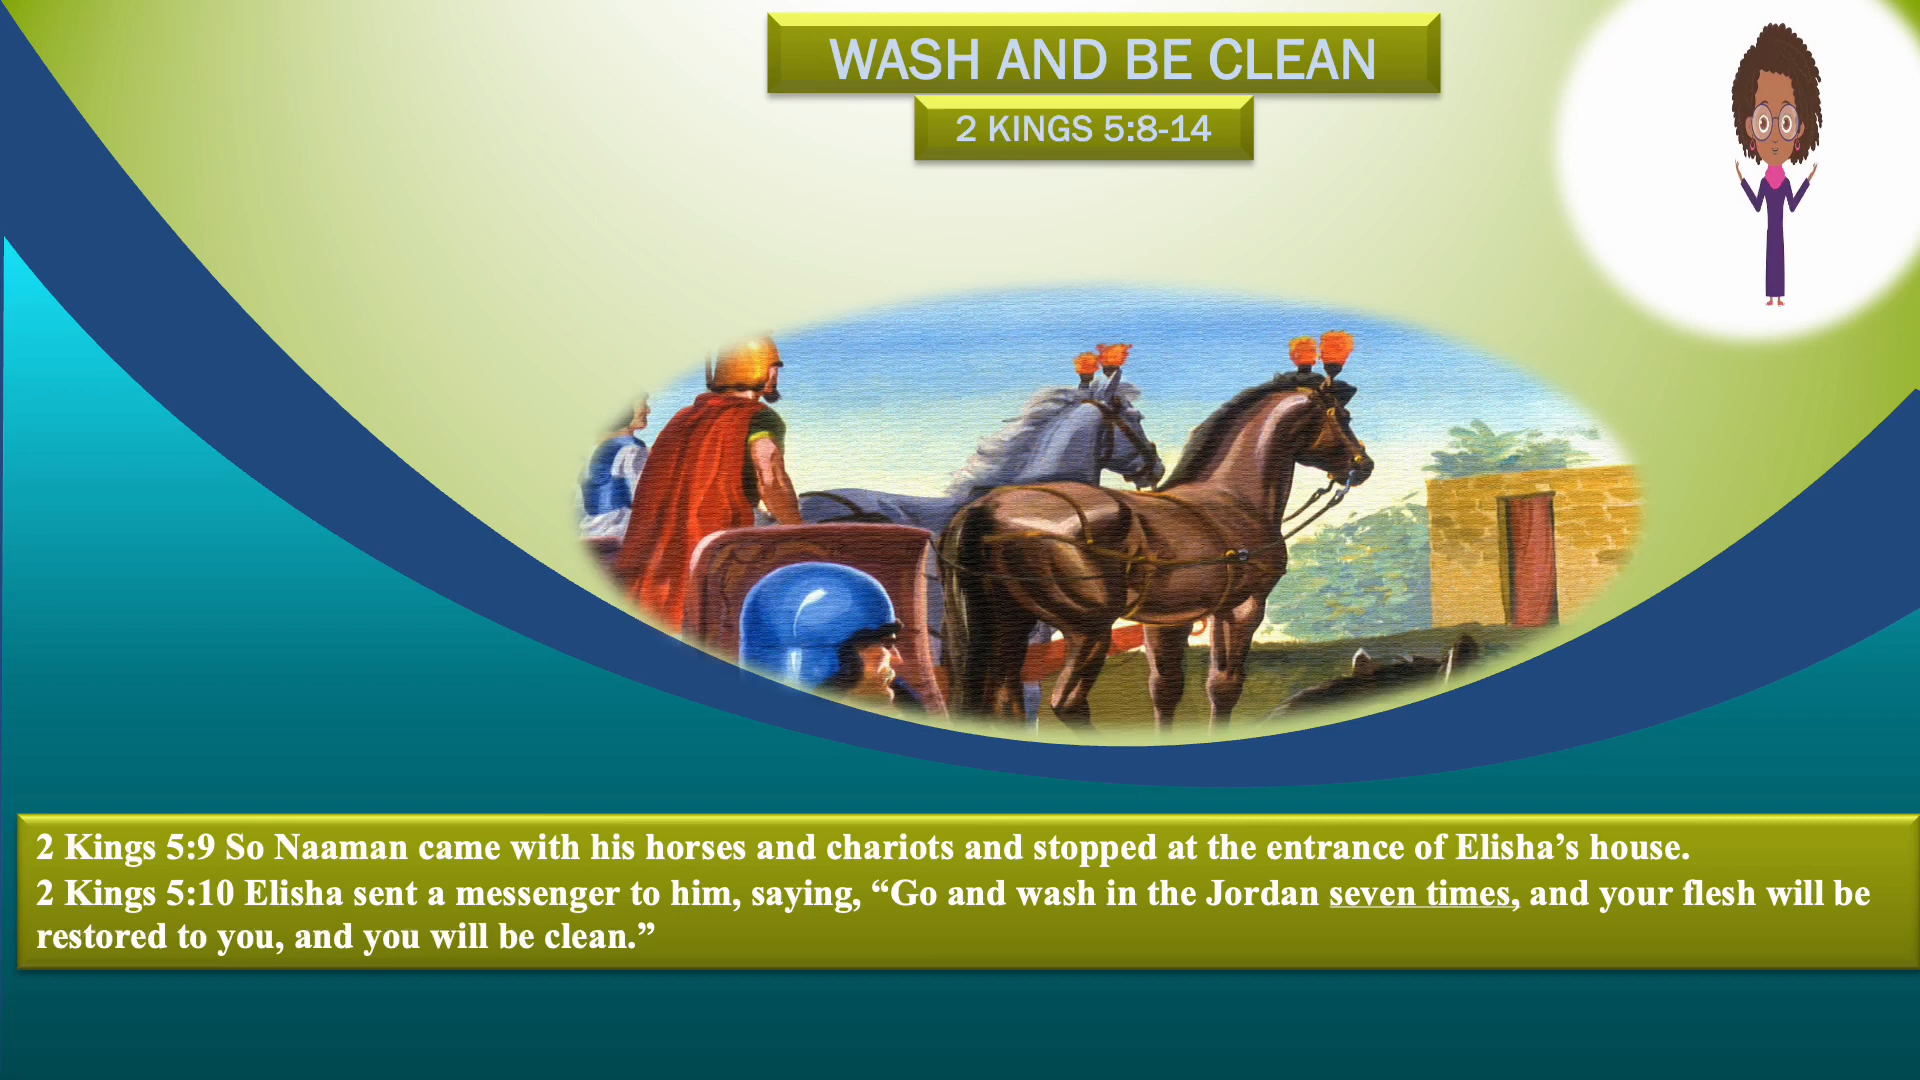 WASH AND BE CLEAN
2 KINGS 5:8-14
2 Kings 5:9 So Naaman came with his horses and chariots and stopped at the entrance of Elisha’s house.
2 Kings 5:10 Elisha sent a messenger to him, saying, “Go and wash in the Jordan seven times, and your flesh will be
restored to you, and you will be clean.”